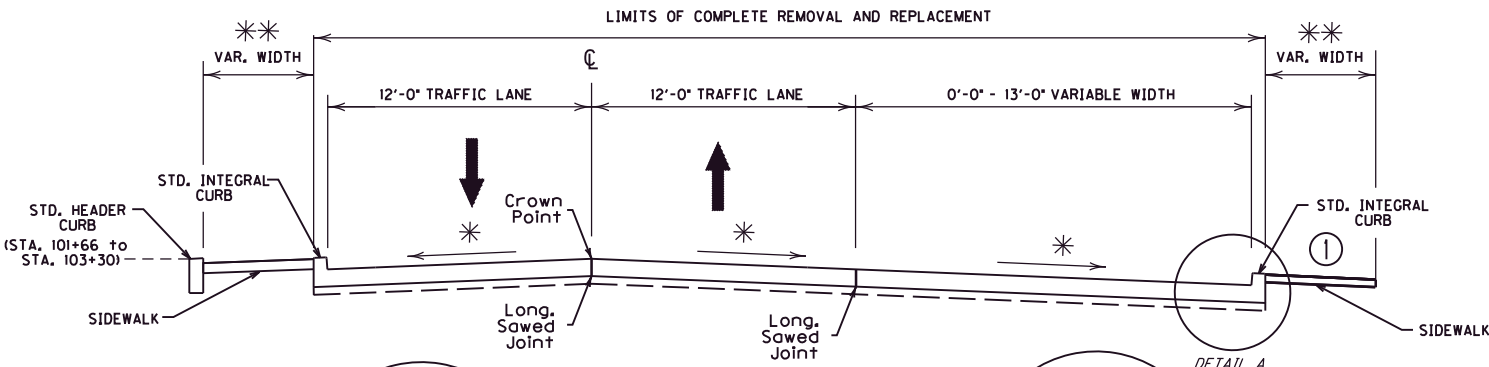 LIMITS OF COMPLETE REMOVAL AND REPLACEMENT
**
VAR. WIDTH
℄
**
VAR. WIDTH
12'-0" TRAFFIC LANE
12'-0" TRAFFIC LANE
0'-0" - 13'-0" VARIABLE WIDTH
STD. INTEGRAL
CURB
STD. HEADER
CURB
(STA. 101+66 to
STA. 103+30)
Crown
Point
*
*
*
STD. INTEGRAL
CURB
1
SIDEWALK
Long.
Sawed
Joint
Long.
Sawed
Joint
SIDEWALK
DETAIL A